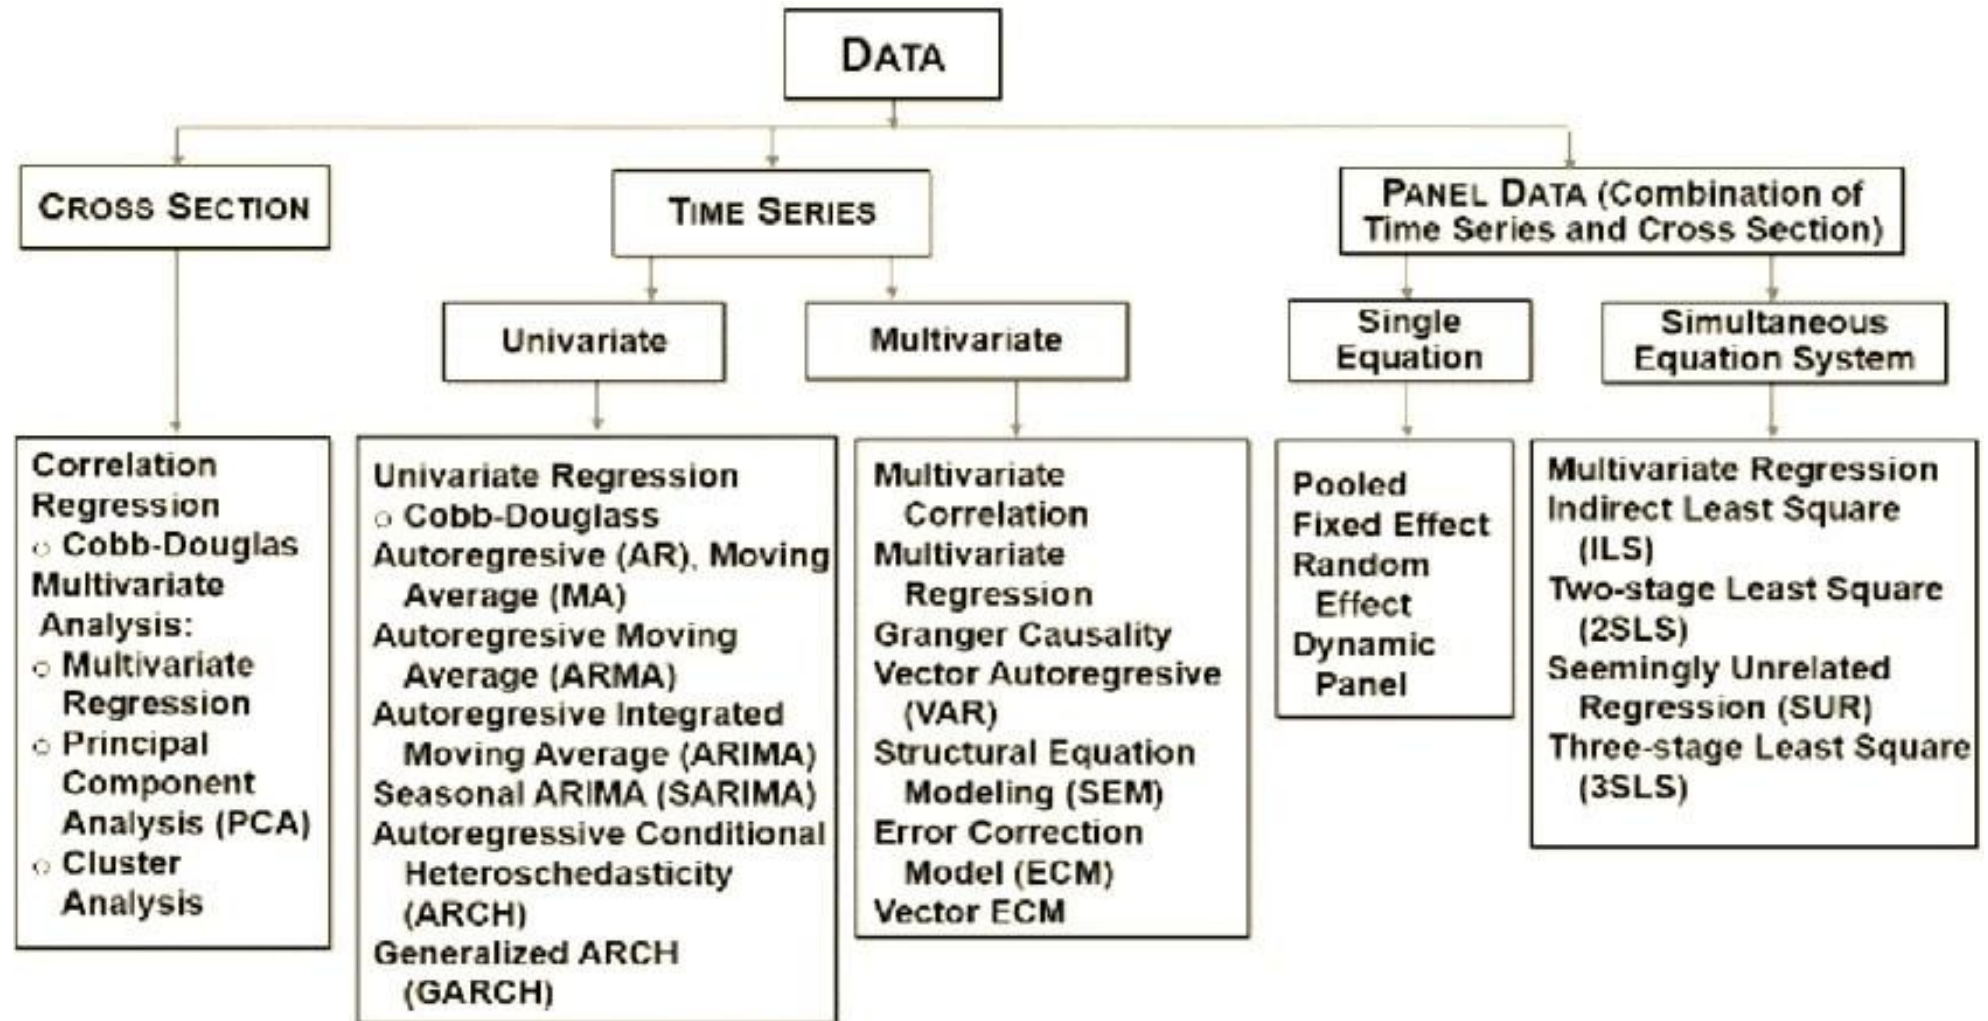 DATA
CROSS SECTION
TIME SERIES
PANEL DATA (Combination of
Time Series and Cross Section)
Univariate
Multivariate
Single
Equation
Simultaneous
Equation System
Correlation
Regression
○ Cobb-Douglas
Multivariate
Analysis:
○ Multivariate
Regression
○ Principal
Component
Analysis (PCA)
○ Cluster
Analysis
Univariate Regression
○ Cobb-Douglass
Autoregresive (AR), Moving
Average (MA)
Autoregresive Moving
Average (ARMA)
Autoregresive Integrated
Moving Average (ARIMA)
Seasonal ARIMA (SARIMA)
Autoregressive Conditional
Heteroschedasticity
(ARCH)
Generalized ARCH
(GARCH)
Multivariate
Correlation
Multivariate
Regression
Granger Causality
Vector Autoregresive
(VAR)
Structural Equation
Modeling (SEM)
Error Correction
Model (ECM)
Vector ECM
Pooled
Fixed Effect
Random
Effect
Dynamic
Panel
Multivariate Regression
Indirect Least Square
(ILS)
Two-stage Least Square
(2SLS)
Seemingly Unrelated
Regression (SUR)
Three-stage Least Square
(3SLS)